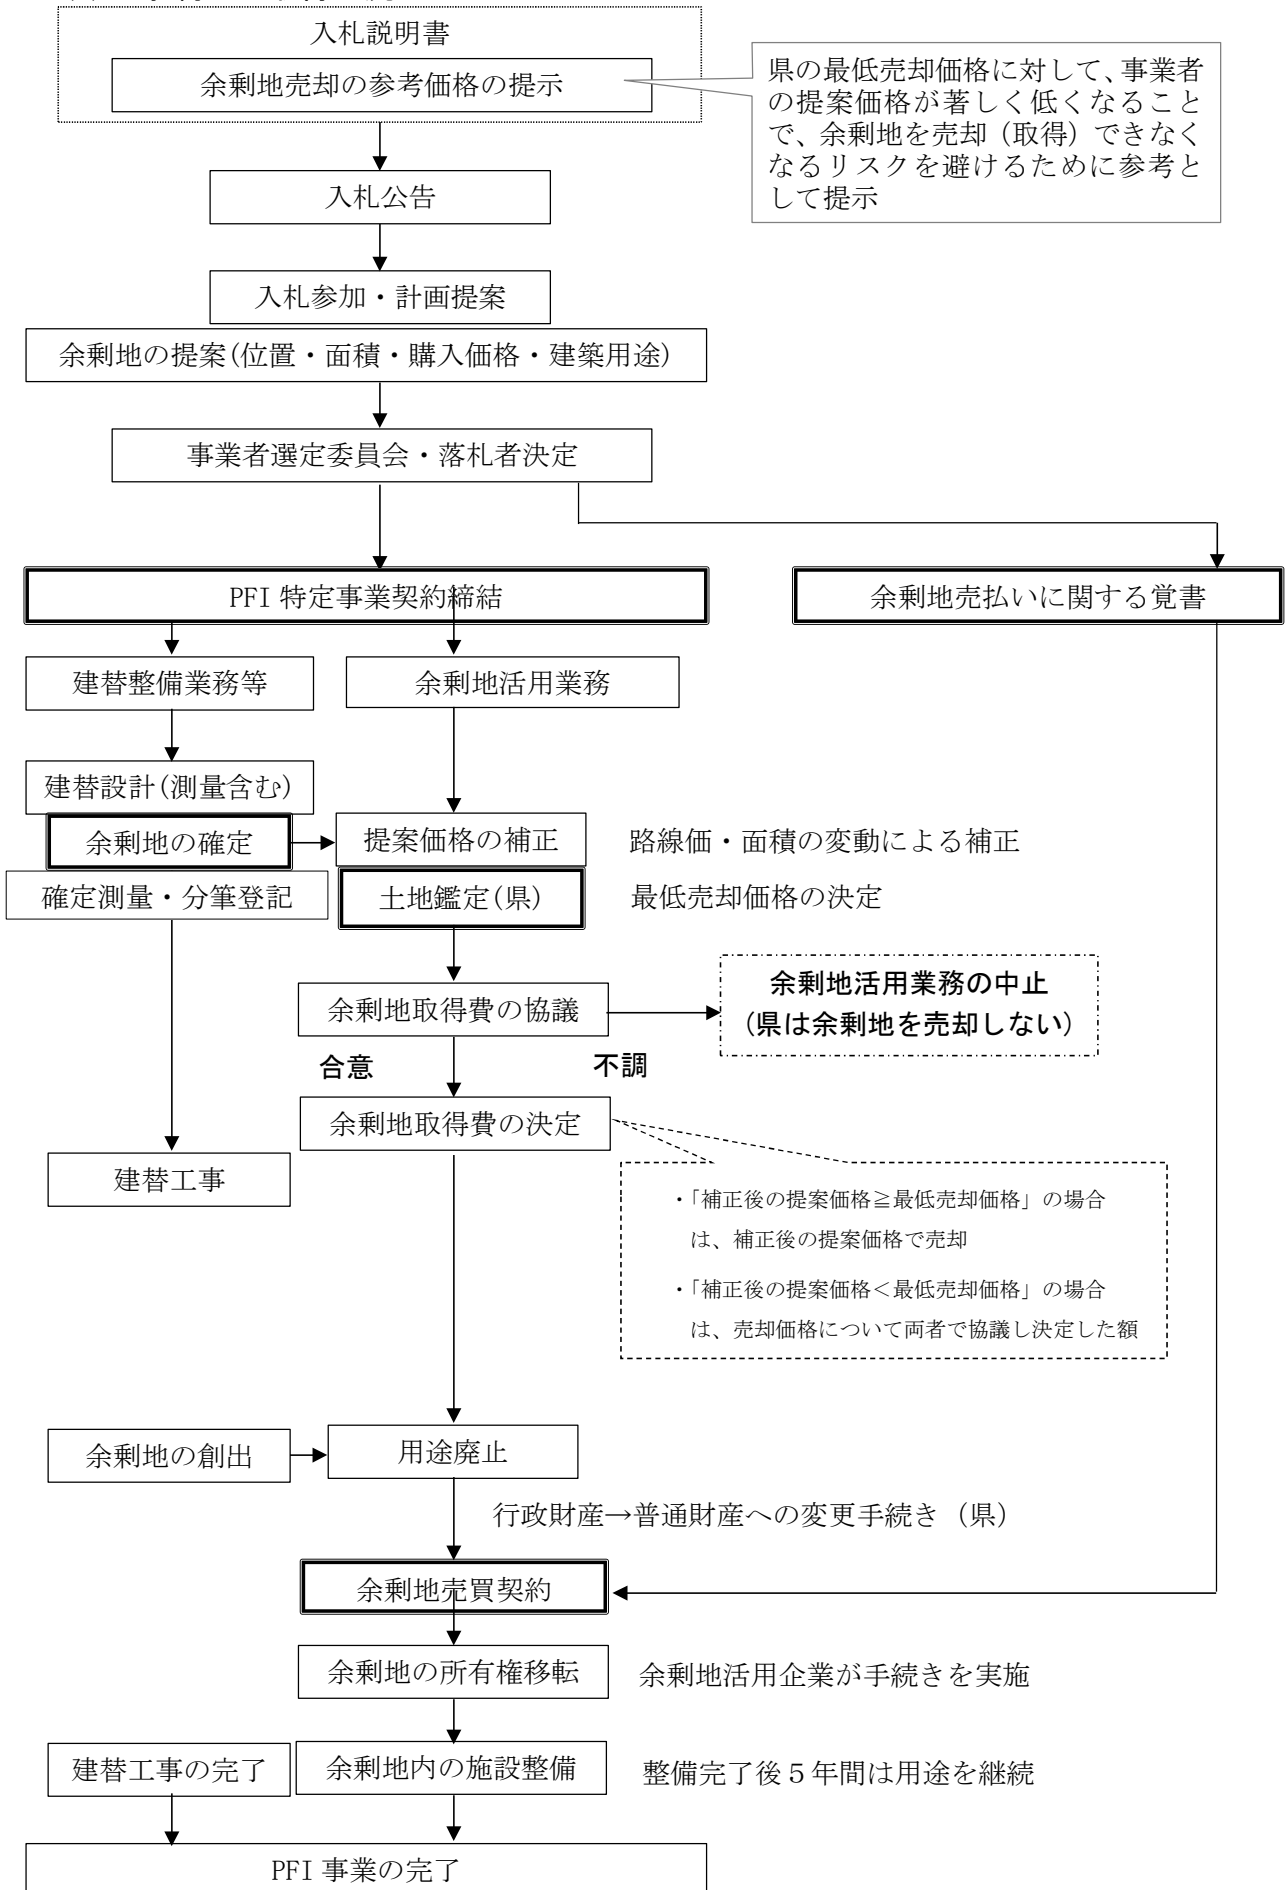 入札説明書
余剰地売却の参考価格の提示
県の最低売却価格に対して、事業者
の提案価格が著しく低くなること
で、余剰地を売却（取得）できなく
なるリスクを避けるために参考と
して提示
入札公告
入札参加・計画提案
余剰地の提案(位置・面積・購入価格・建築用途)
事業者選定委員会・落札者決定
PFI 特定事業契約締結
余剰地売払いに関する覚書
建替整備業務等
余剰地活用業務
建替設計(測量含む)
余剰地の確定
提案価格の補正
路線価・面積の変動による補正
確定測量・分筆登記
土地鑑定(県)
最低売却価格の決定
余剰地取得費の協議
余剰地活用業務の中止
（県は余剰地を売却しない）
合意
不調
余剰地取得費の決定
建替工事
・「補正後の提案価格≧最低売却価格」の場合
は、補正後の提案価格で売却
・「補正後の提案価格＜最低売却価格」の場合
は、売却価格について両者で協議し決定した額
余剰地の創出
用途廃止
行政財産→普通財産への変更手続き（県）
余剰地売買契約
余剰地の所有権移転
余剰地活用企業が手続きを実施
建替工事の完了
余剰地内の施設整備
整備完了後５年間は用途を継続
PFI 事業の完了